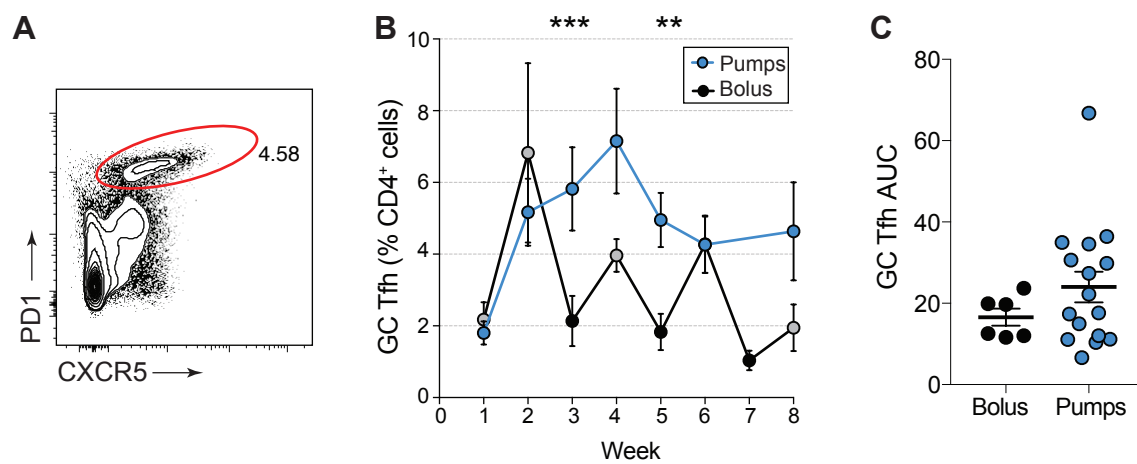 A
4.58
PD1
CXCR5
B
*** **
GC Tfh (% CD4⁺ cells)
10
8
6
4
2
0
Pumps
Bolus
0 1 2 3 4 5 6 7 8
Week
C
GC Tfh AUC
80
60
40
20
0
Bolus Pumps